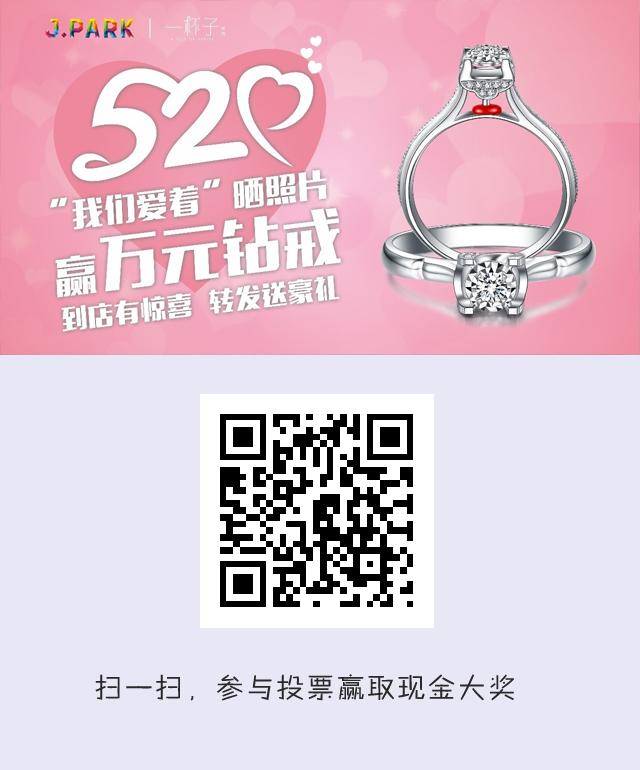 J.PARK | 一杯子
520
“我们爱着”晒照片
赢万元钻戒
到店有惊喜 转发送豪礼
扫一扫，参与投票赢取现金大奖